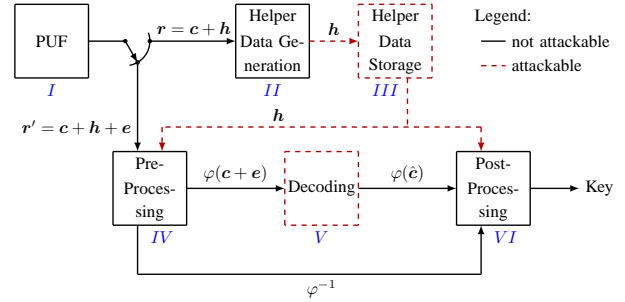 PUF
I
r = c + h
Helper
Data Ge-
neration
II
h
Helper
Data
Storage
III
Legend:
not attackable
attackable
r′ = c + h + e
h
Pre-
Proces-
sing
IV
φ(c + e)
Decoding
V
φ(ĉ)
Post-
Proces-
sing
VI
Key
φ⁻¹